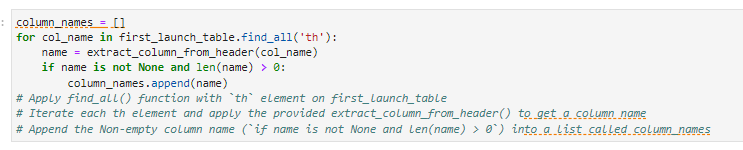 column_names = []
for col_name in first_launch_table.find_all('th'):
    name = extract_column_from_header(col_name)
    if name is not None and len(name) > 0:
        column_names.append(name)
# Apply find_all() function with `th` element on first_launch_table
# Iterate each th element and apply the provided extract_column_from_header() to get a column name
# Append the Non-empty column name (`if name is not None and len(name) > 0`) into a list called column_names